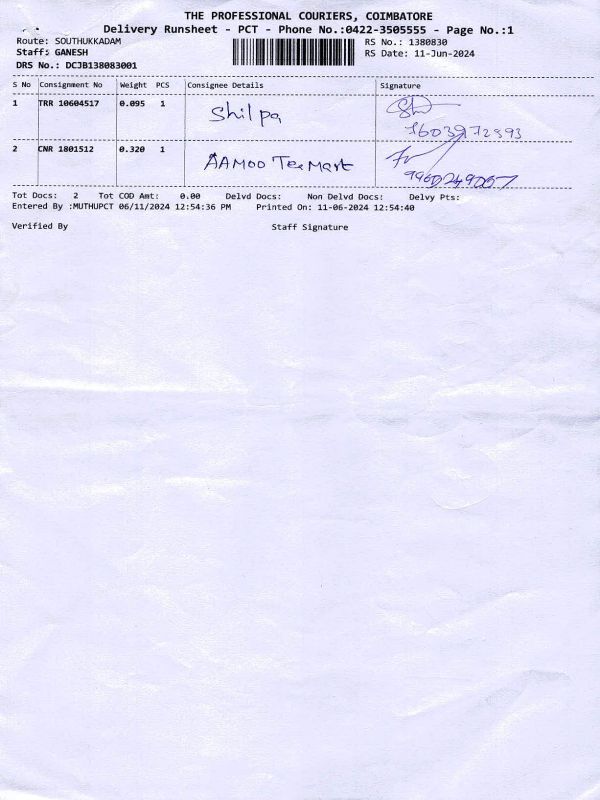 THE PROFESSIONAL COURIERS, COIMBATORE
Delivery Runsheet - PCT - Phone No.:0422-3505555 - Page No.:1
Route: SOUTHUKKADAM RS No.: 1380830
Staff: GANESH RS Date: 11-Jun-2024
DRS No.: DCJB138083001
S No Consignment No Weight PCS Consignee Details Signature
1 TRR 10604517 0.095 1 Shilpa
2 CNR 1801512 0.320 1 AAMOO Tee Mart
Tot Docs: 2 Tot COD Amt: 0.00 Delvd Docs: Non Delvd Docs: Delvy Pts:
Entered By :MUTHUPCT 06/11/2024 12:54:36 PM Printed On: 11-06-2024 12:54:40
Verified By Staff Signature